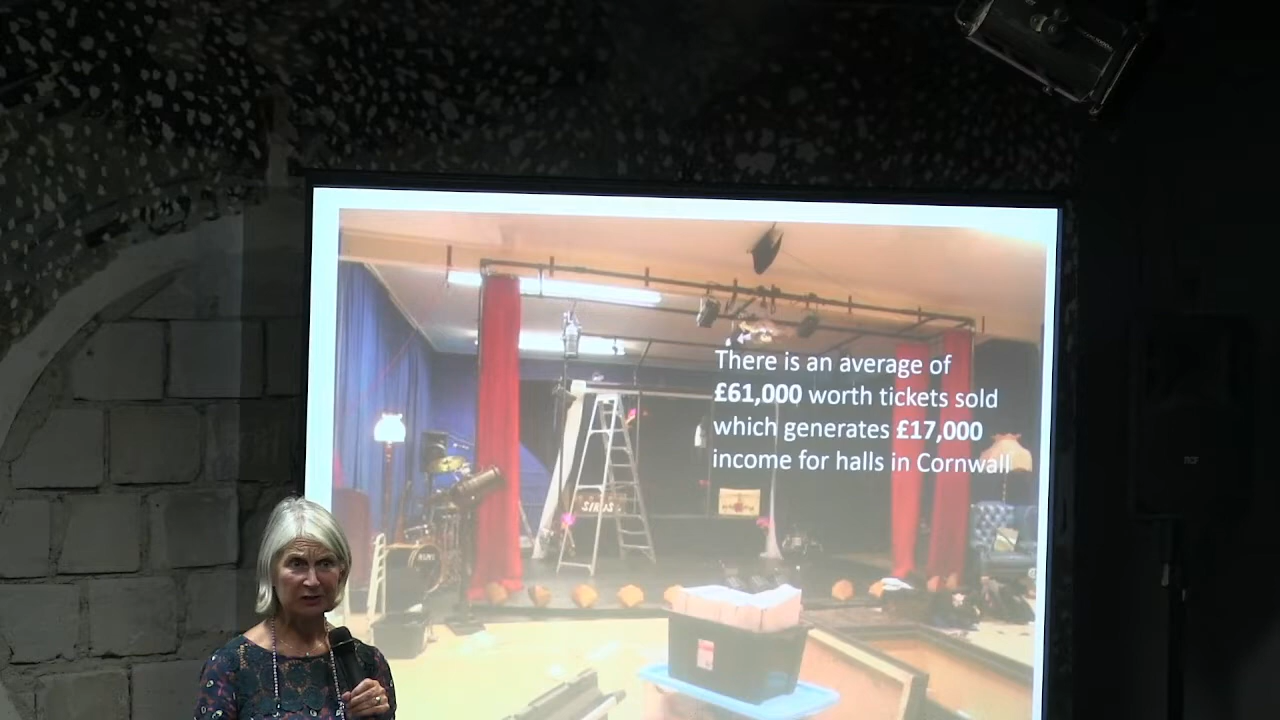 There is an average of
£61,000 worth tickets sold
which generates £17,000
income for halls in Cornwall